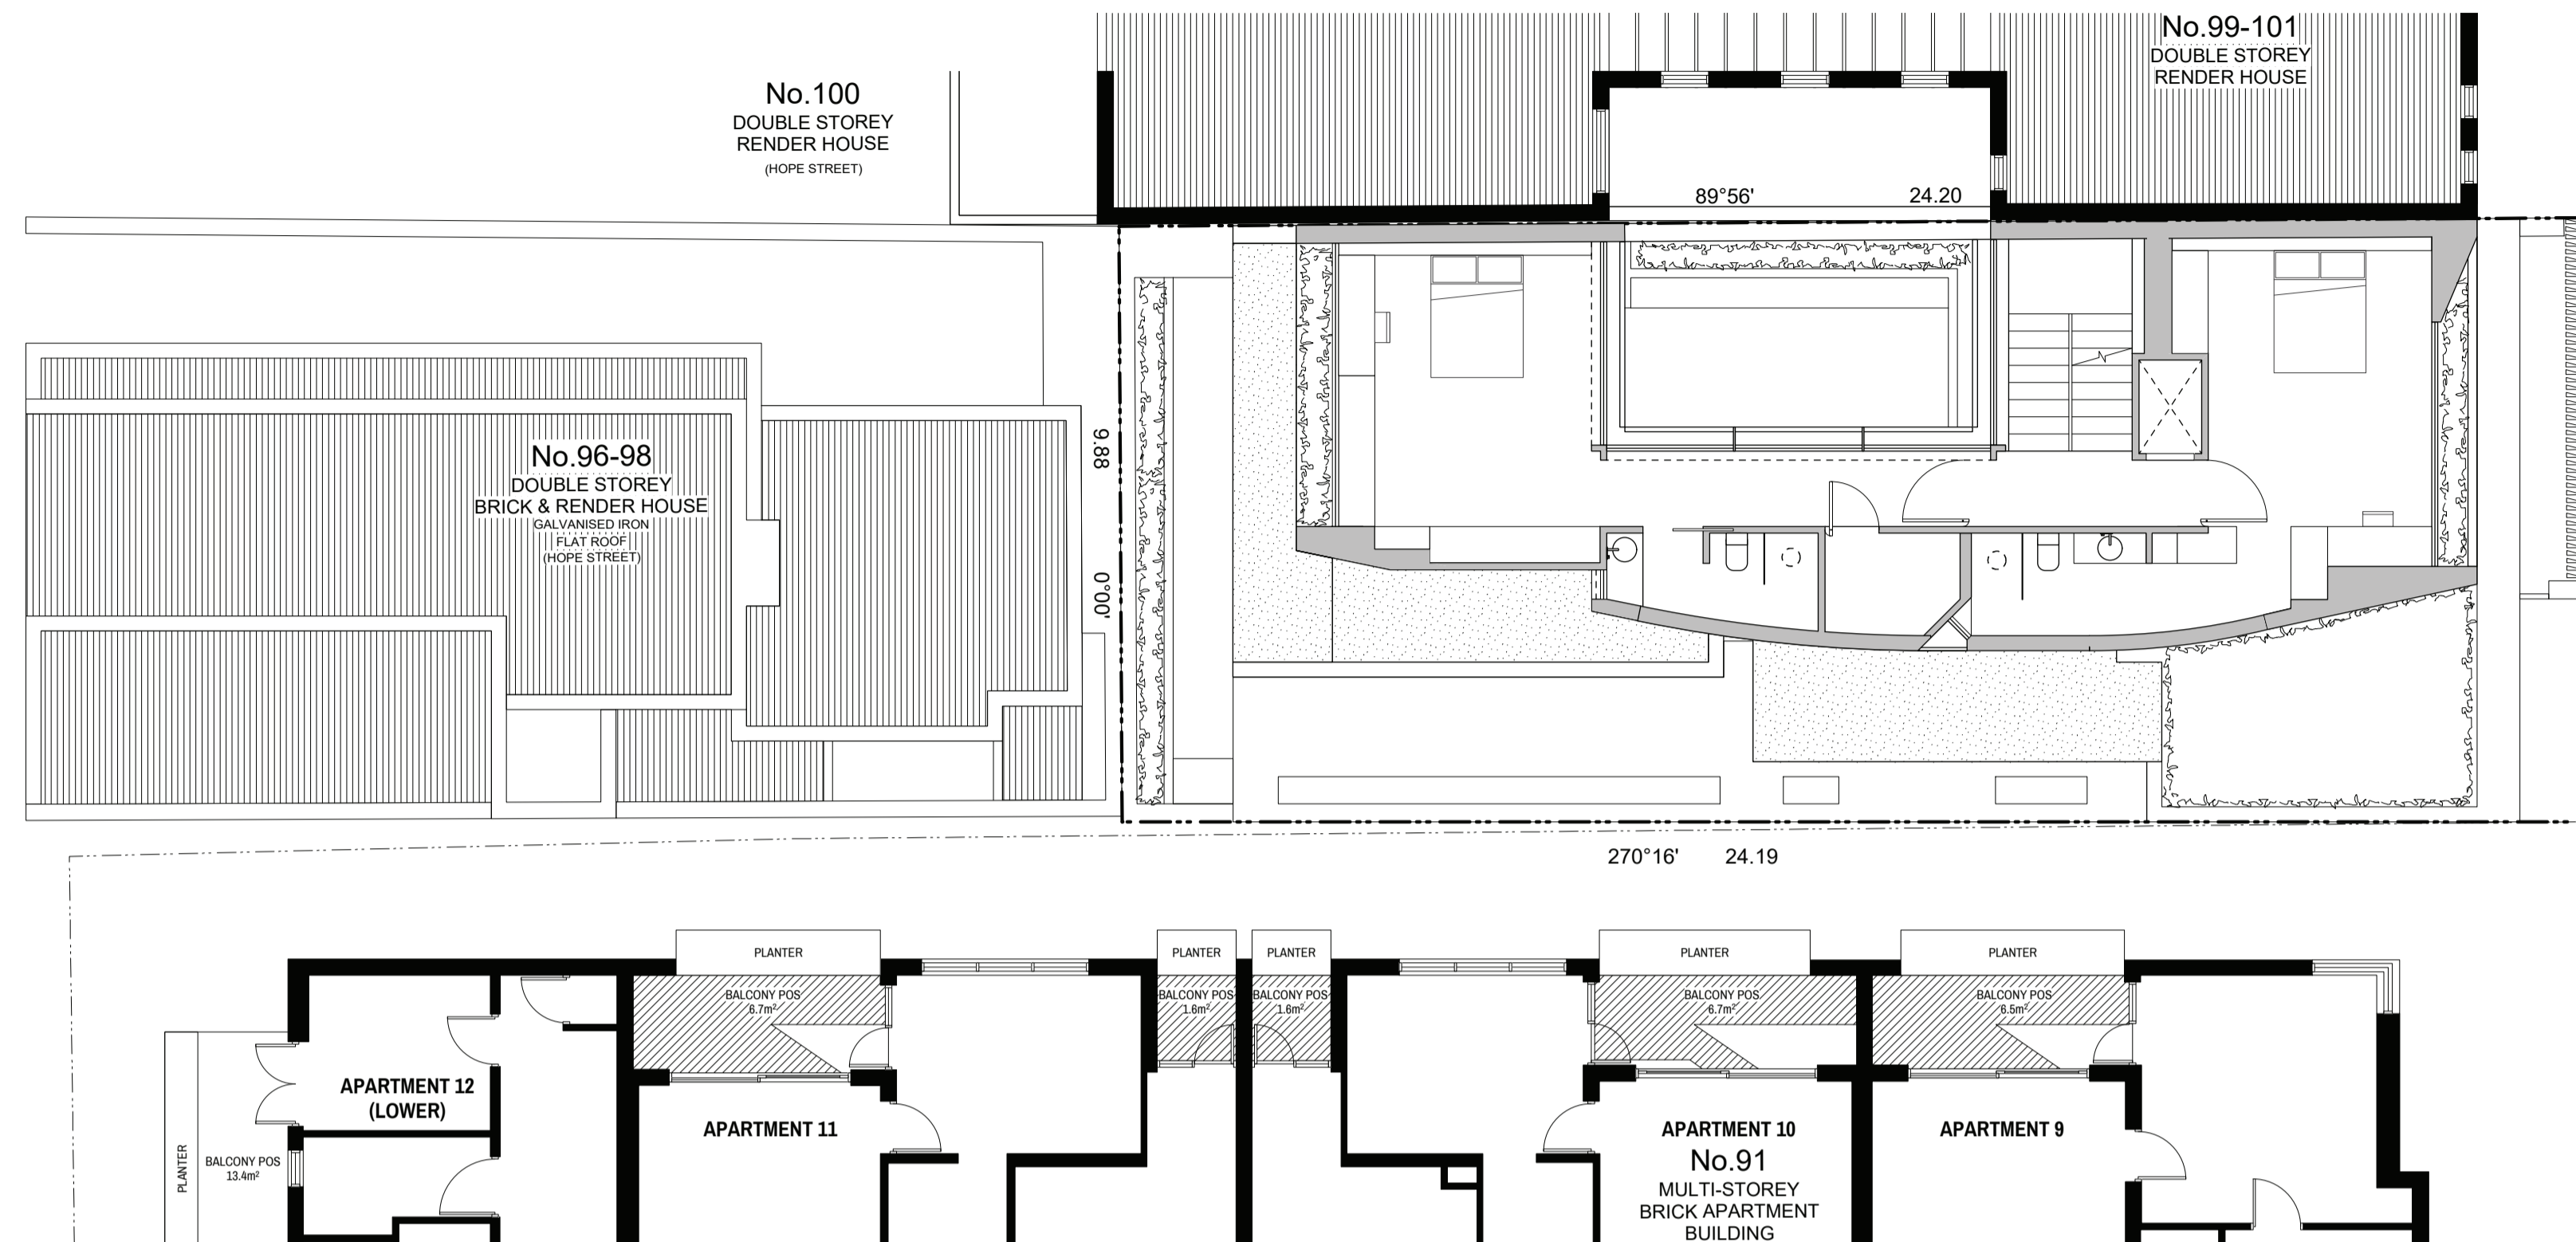 No.99-101
DOUBLE STOREY
RENDER HOUSE
No.100
DOUBLE STOREY
RENDER HOUSE
(HOPE STREET)
89°56'
24.20
No.96-98
DOUBLE STOREY
BRICK & RENDER HOUSE
GALVANISED IRON
FLAT ROOF
(HOPE STREET)
9.88
0°00'
270°16'
24.19
PLANTER
PLANTER
PLANTER
PLANTER
PLANTER
BALCONY POS
6.7m²
BALCONY POS
1.6m²
BALCONY POS
1.6m²
BALCONY POS
6.7m²
BALCONY POS
6.5m²
APARTMENT 12
(LOWER)
APARTMENT 11
APARTMENT 10
No.91
MULTI-STOREY
BRICK APARTMENT
BUILDING
APARTMENT 9
PLANTER
BALCONY POS
13.4m²